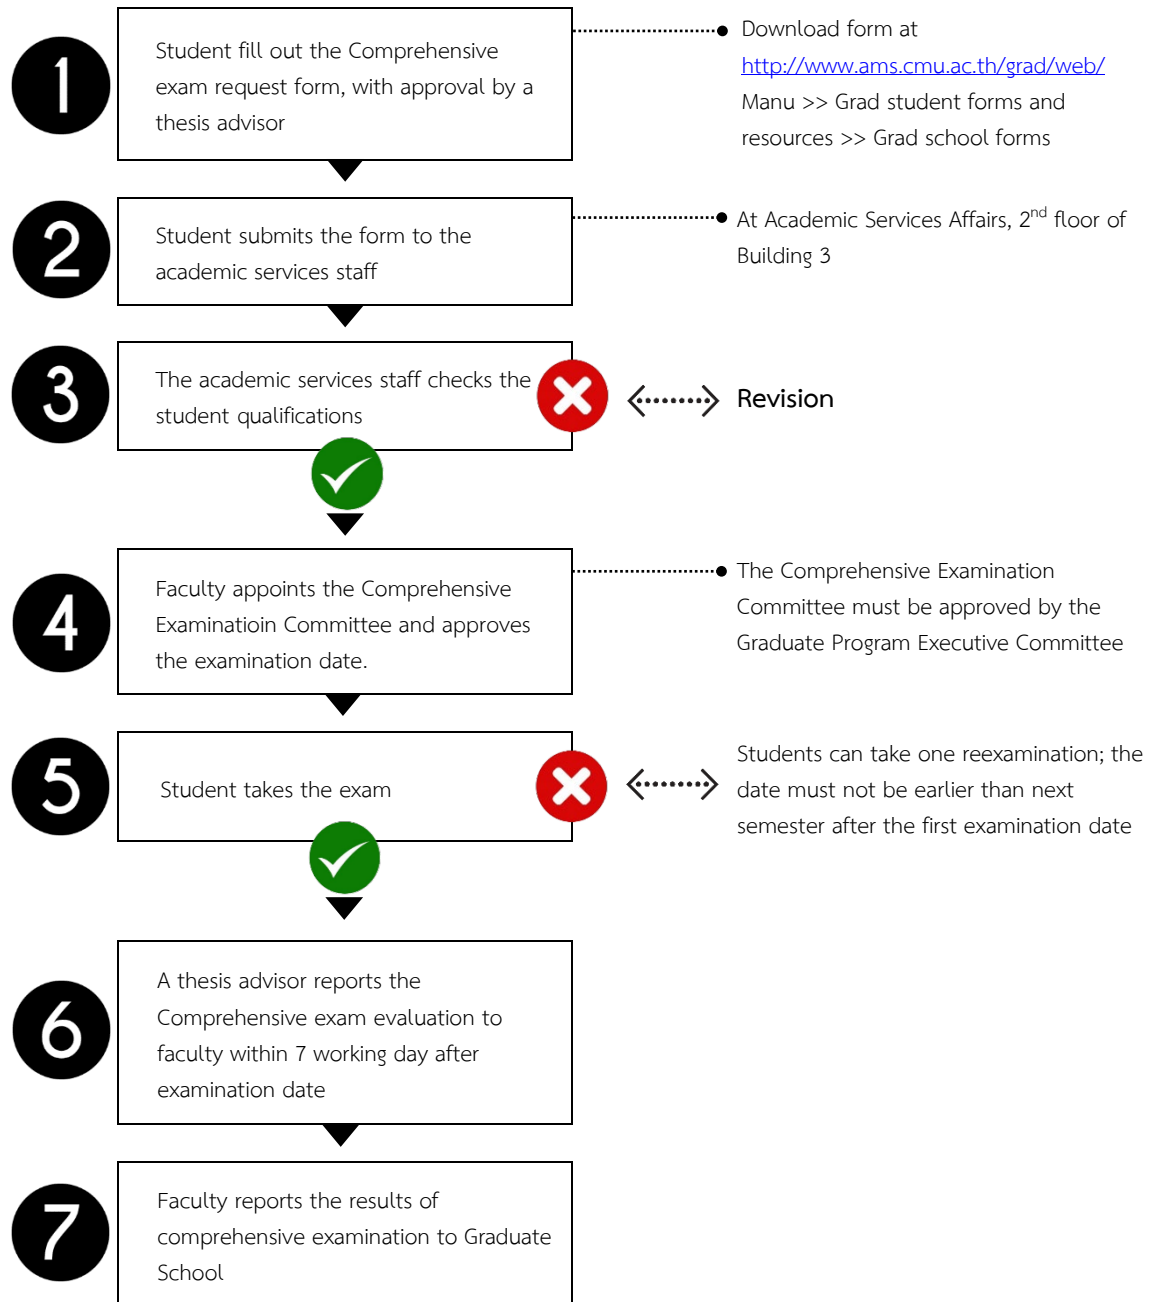 1
Student fill out the Comprehensive
exam request form, with approval by a
thesis advisor
Download form at
http://www.ams.cmu.ac.th/grad/web/
Manu >> Grad student forms and
resources >> Grad school forms
2
Student submits the form to the
academic services staff
At Academic Services Affairs, 2nd floor of
Building 3
3
The academic services staff checks the
student qualifications
Revision
4
Faculty appoints the Comprehensive
Examinatioin Committee and approves
the examination date.
The Comprehensive Examination
Committee must be approved by the
Graduate Program Executive Committee
5
Student takes the exam
Students can take one reexamination; the
date must not be earlier than next
semester after the first examination date
6
A thesis advisor reports the
Comprehensive exam evaluation to
faculty within 7 working day after
examination date
7
Faculty reports the results of
comprehensive examination to Graduate
School